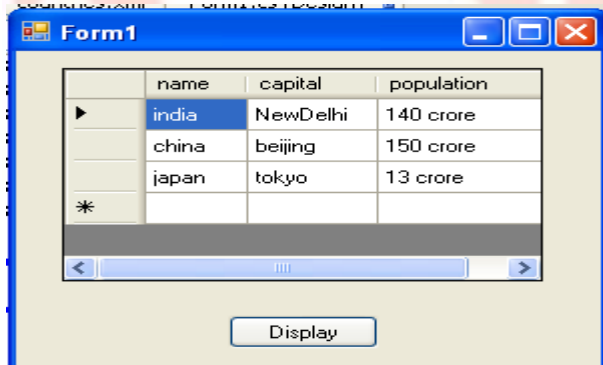 Form1
name capital population
india NewDelhi 140 crore
china beijing 150 crore
japan tokyo 13 crore
Display